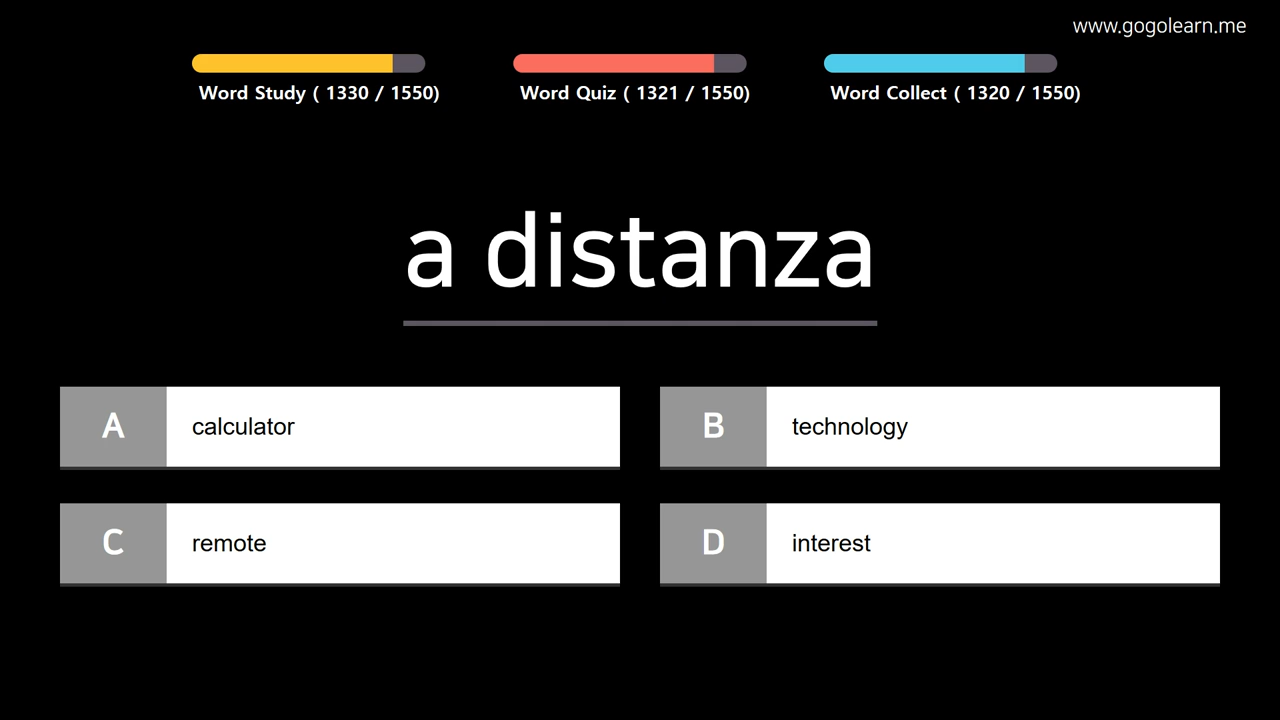 www.gogolearn.me
Word Study ( 1330 / 1550)
Word Quiz ( 1321 / 1550)
Word Collect ( 1320 / 1550)
a distanza
A calculator
B technology
C remote
D interest